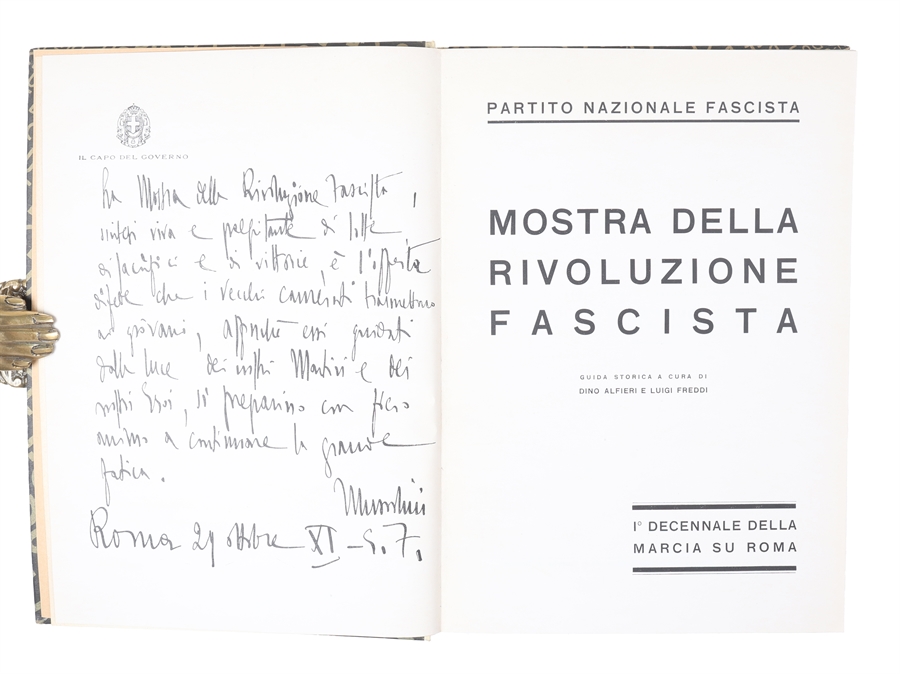 IL CAPO DEL GOVERNO
La Mostra della Rivoluzione Fascista,
sintesi viva e palpitante di lotte
di sacrifici e di vittorie, è l'offerta
di fede che i vecchi camerati trasmettono
ai giovani, affinchè essi guidati
dalla luce dei nostri Martiri e dei
nostri Eroi, si preparino con fiero
animo a continuare la grande
fatica.
Mussolini
Roma 29 ottobre XI - E.F.
PARTITO NAZIONALE FASCISTA
MOSTRA DELLA
RIVOLUZIONE
FASCISTA
GUIDA STORICA A CURA DI
DINO ALFIERI E LUIGI FREDDI
I° DECENNALE DELLA
MARCIA SU ROMA